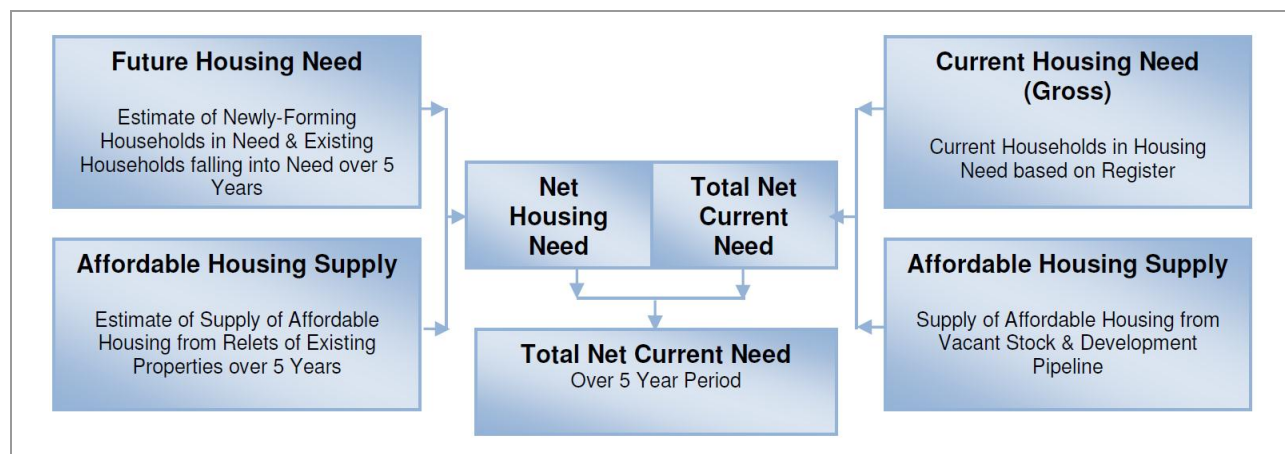 Future Housing Need
Estimate of Newly-Forming
Households in Need & Existing
Households falling into Need over 5
Years
Affordable Housing Supply
Estimate of Supply of Affordable
Housing from Relets of Existing
Properties over 5 Years
Net
Housing
Need
Total Net
Current
Need
Total Net Current Need
Over 5 Year Period
Current Housing Need
(Gross)
Current Households in Housing
Need based on Register
Affordable Housing Supply
Supply of Affordable Housing from
Vacant Stock & Development
Pipeline